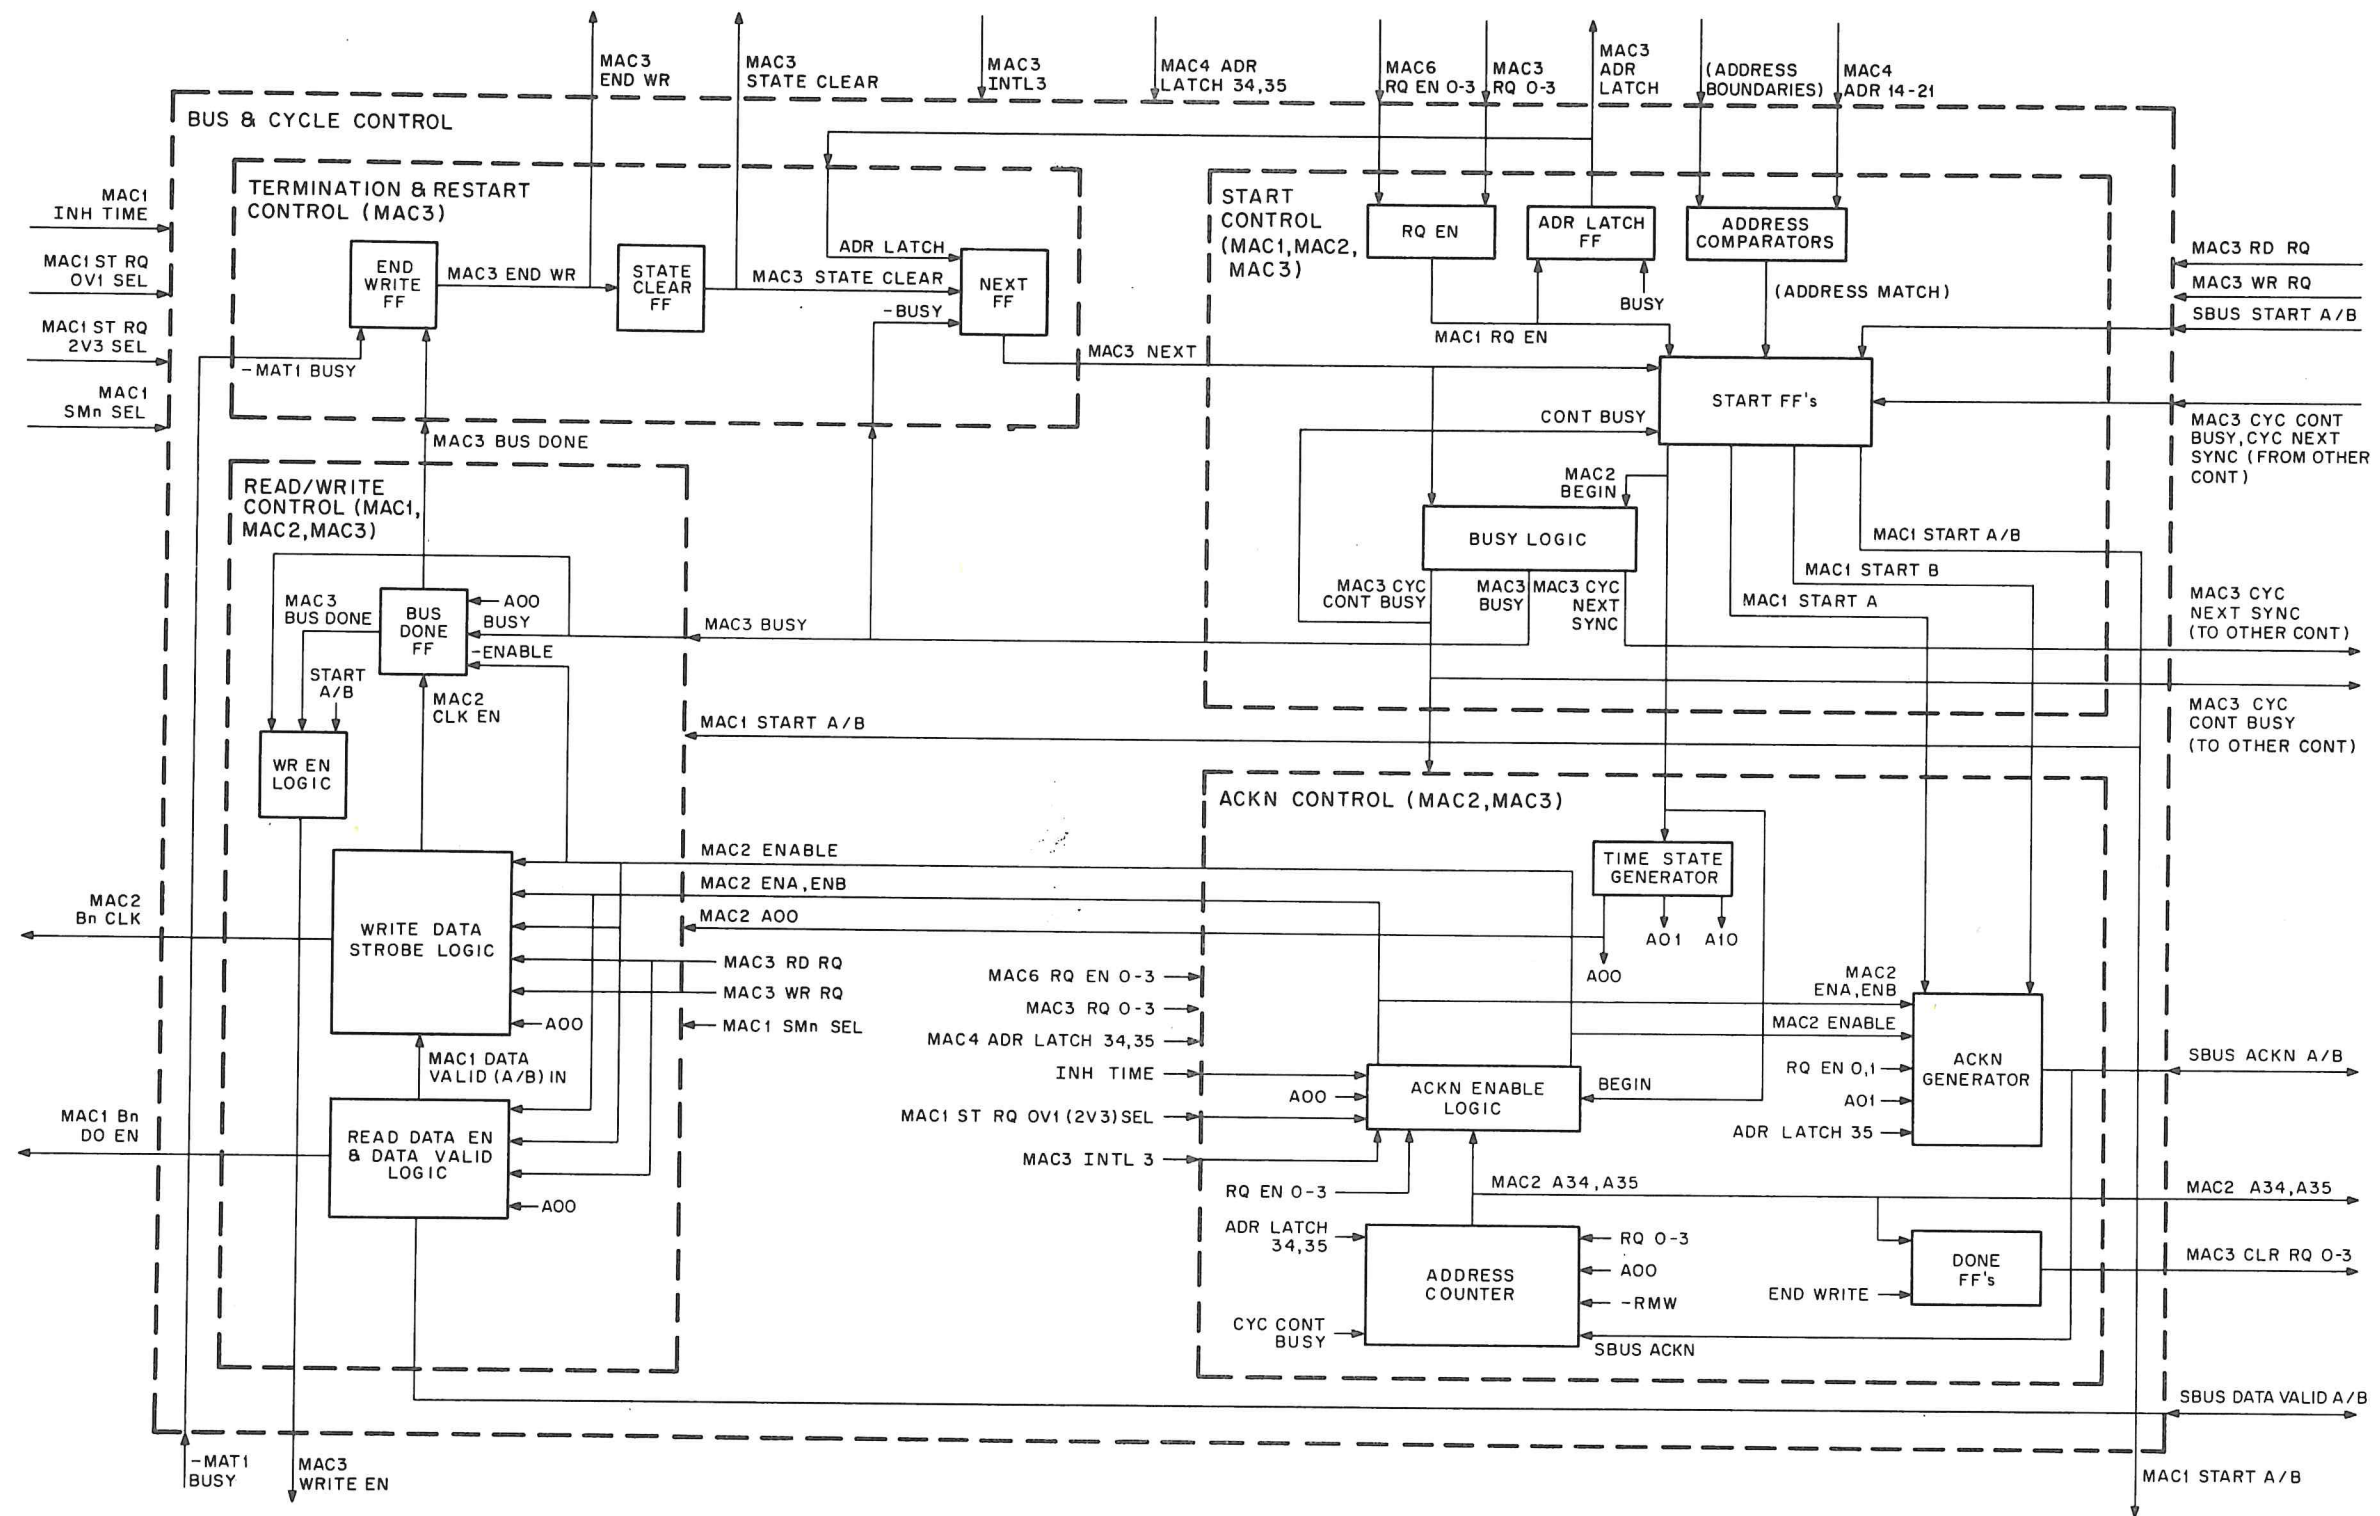 MAC3
END WR
MAC3
STATE CLEAR
MAC3
INTL3
MAC4 ADR
LATCH 34,35
MAC6
RQ EN 0-3
MAC3
RQ 0-3
MAC3
ADR
LATCH
(ADDRESS
BOUNDARIES)
MAC4
ADR 14-21
BUS & CYCLE CONTROL
MAC1
INH TIME
MAC1 ST RQ
OV1 SEL
MAC1 ST RQ
2V3 SEL
MAC1
SMn SEL
TERMINATION & RESTART
CONTROL (MAC3)
END
WRITE
FF
MAC3 END WR
STATE
CLEAR
FF
ADR LATCH
MAC3 STATE CLEAR
-BUSY
NEXT
FF
-MAT1 BUSY
MAC3 NEXT
MAC3 BUS DONE
START
CONTROL
(MAC1,MAC2,
MAC3)
RQ EN
ADR LATCH
FF
ADDRESS
COMPARATORS
BUSY
(ADDRESS MATCH)
MAC1 RQ EN
START FF's
CONT BUSY
MAC2
BEGIN
BUSY LOGIC
MAC3 CYC
CONT BUSY
MAC3
BUSY
MAC3 CYC
NEXT
SYNC
MAC1 START A/B
MAC1 START B
MAC1 START A
MAC3 RD RQ
MAC3 WR RQ
SBUS START A/B
MAC3 CYC CONT
BUSY,CYC NEXT
SYNC (FROM OTHER
CONT)
MAC3 CYC
NEXT SYNC
(TO OTHER CONT)
MAC3 CYC
CONT BUSY
(TO OTHER CONT)
READ/WRITE
CONTROL (MAC1,
MAC2,MAC3)
MAC3
BUS DONE
BUS
DONE
FF
A00
BUSY
-ENABLE
MAC3 BUSY
START
A/B
MAC2
CLK EN
WR EN
LOGIC
MAC1 START A/B
MAC2 ENABLE
MAC2 ENA,ENB
MAC2 A00
MAC2
Bn CLK
WRITE DATA
STROBE LOGIC
MAC3 RD RQ
MAC3 WR RQ
A00
MAC1 SMn SEL
MAC1 DATA
VALID (A/B) IN
MAC1 Bn
DO EN
READ DATA EN
& DATA VALID
LOGIC
A00
ACKN CONTROL (MAC2,MAC3)
TIME STATE
GENERATOR
A01
A10
A00
MAC6 RQ EN 0-3
MAC3 RQ 0-3
MAC4 ADR LATCH 34,35
INH TIME
A00
MAC1 ST RQ OV1 (2V3) SEL
MAC3 INTL 3
RQ EN 0-3
ACKN ENABLE
LOGIC
BEGIN
MAC2
ENA,ENB
MAC2 ENABLE
RQ EN 0,1
A01
ADR LATCH 35
ACKN
GENERATOR
SBUS ACKN A/B
MAC2 A34,A35
MAC2 A34,A35
ADR LATCH
34,35
CYC CONT
BUSY
ADDRESS
COUNTER
RQ 0-3
A00
-RMW
SBUS ACKN
END WRITE
DONE
FF's
MAC3 CLR RQ 0-3
SBUS DATA VALID A/B
-MAT1
BUSY
MAC3
WRITE EN
MAC1 START A/B